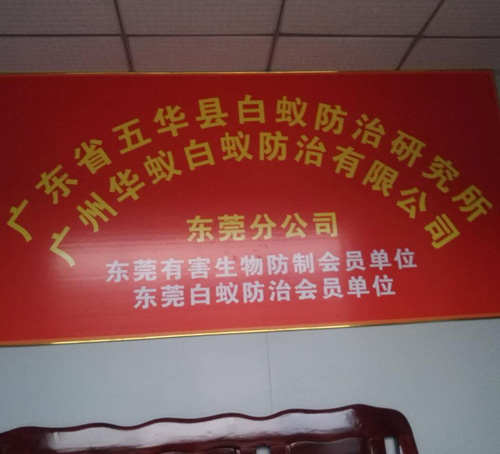 广东省五华县白蚁防治研究所
广州华蚁白蚁防治有限公司
东莞分公司
东莞有害生物防制会员单位
东莞白蚁防治会员单位